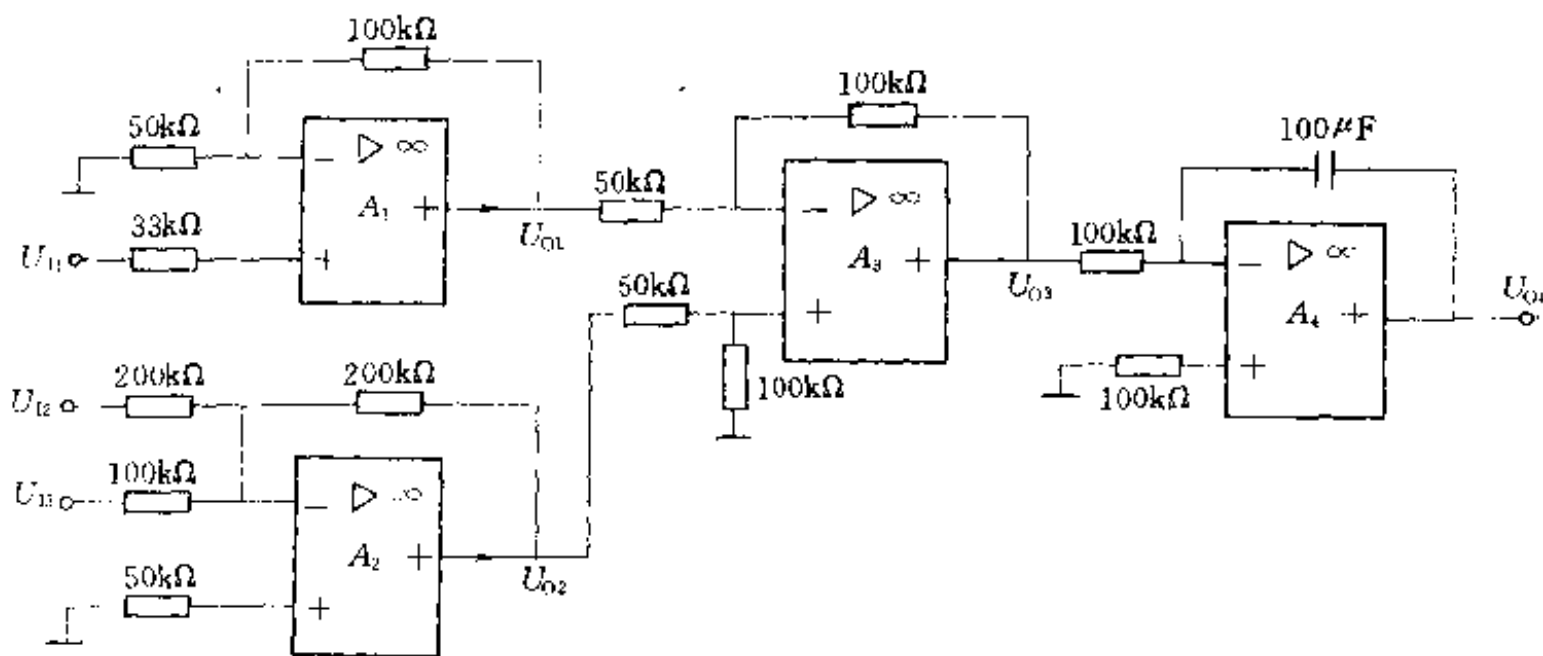 100kΩ
50kΩ
− ▷ ∞
A₁ +
33kΩ
U_I1
+
U_O1
50kΩ
100kΩ
− ▷ ∞
A₃ +
+
U_O3
50kΩ
100kΩ
100μF
100kΩ
− ▷ ∞
A₄ +
+
100kΩ
U_O4
200kΩ
200kΩ
U_I2
100kΩ
U_I3
− ▷ ∞
A₂ +
50kΩ
+
U_O2